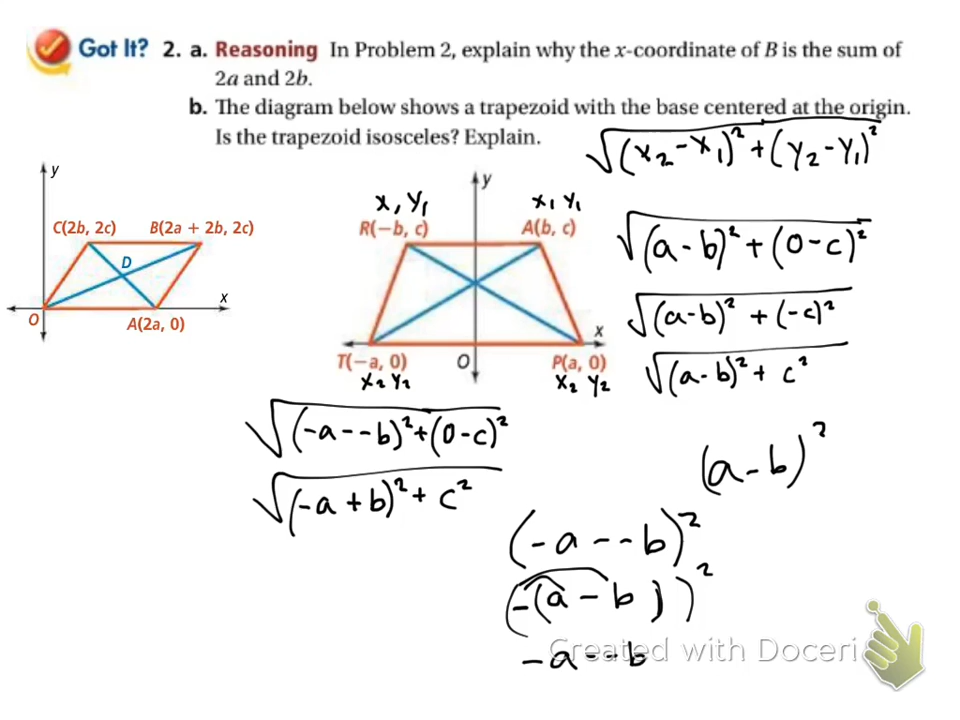 Got It? 2. a. Reasoning In Problem 2, explain why the x-coordinate of B is the sum of
2a and 2b.
b. The diagram below shows a trapezoid with the base centered at the origin.
Is the trapezoid isosceles? Explain.
√(x₂-x₁)²+(y₂-y₁)²
y
C(2b, 2c) B(2a + 2b, 2c)
D
x
O
A(2a, 0)
y
x, y₁ x₁ y₁
R(−b, c) A(b, c)
x
T(−a, 0) O P(a, 0)
x₂ y₂ x₂ y₂
√(a-b)²+(0-c)²
√(a-b)² + (-c)²
√(a-b)² + c²
√(-a--b)²+(0-c)²
√(-a+b)²+ c²
(a-b)²
(-a--b)²
(-(a-b))²
-a--b
Created with Doceri